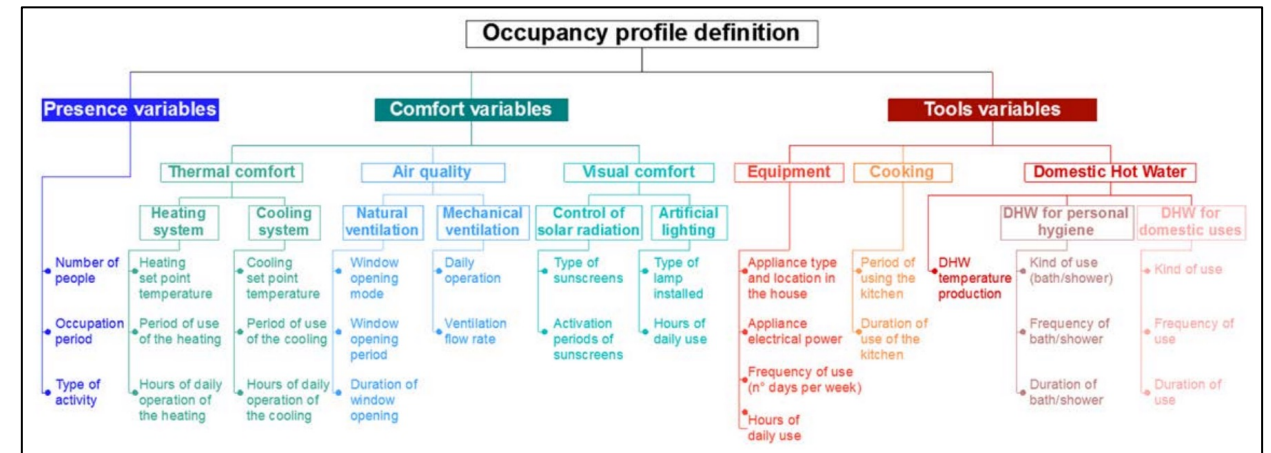 Occupancy profile definition
Presence variables
Comfort variables
Tools variables
Thermal comfort
Air quality
Visual comfort
Equipment
Cooking
Domestic Hot Water
Heating
system
Cooling
system
Natural
ventilation
Mechanical
ventilation
Control of
solar radiation
Artificial
lighting
DHW for personal
hygiene
DHW for
domestic uses
Number of
people
Occupation
period
Type of
activity
Heating
set point
temperature
Period of use
of the heating
Hours of daily
operation of
the heating
Cooling
set point
temperature
Period of use
of the cooling
Hours of daily
operation of
the cooling
Window
opening
mode
Window
opening
period
Duration of
window
opening
Daily
operation
Ventilation
flow rate
Type of
sunscreens
Activation
periods of
sunscreens
Type of
lamp
installed
Hours of
daily use
Appliance type
and location in
the house
Appliance
electrical power
Frequency of use
(n° days per week)
Hours of
daily use
Period of
using the
kitchen
Duration of
use of the
kitchen
DHW
temperature
production
Kind of use
(bath/shower)
Frequency of
bath/shower
Duration of
bath/shower
Kind of use
Frequency of
use
Duration of
use